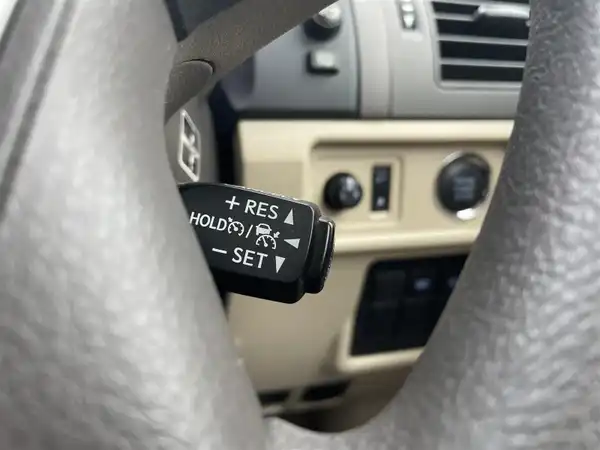 + RES ▲
HOLD / ◄
− SET ▼